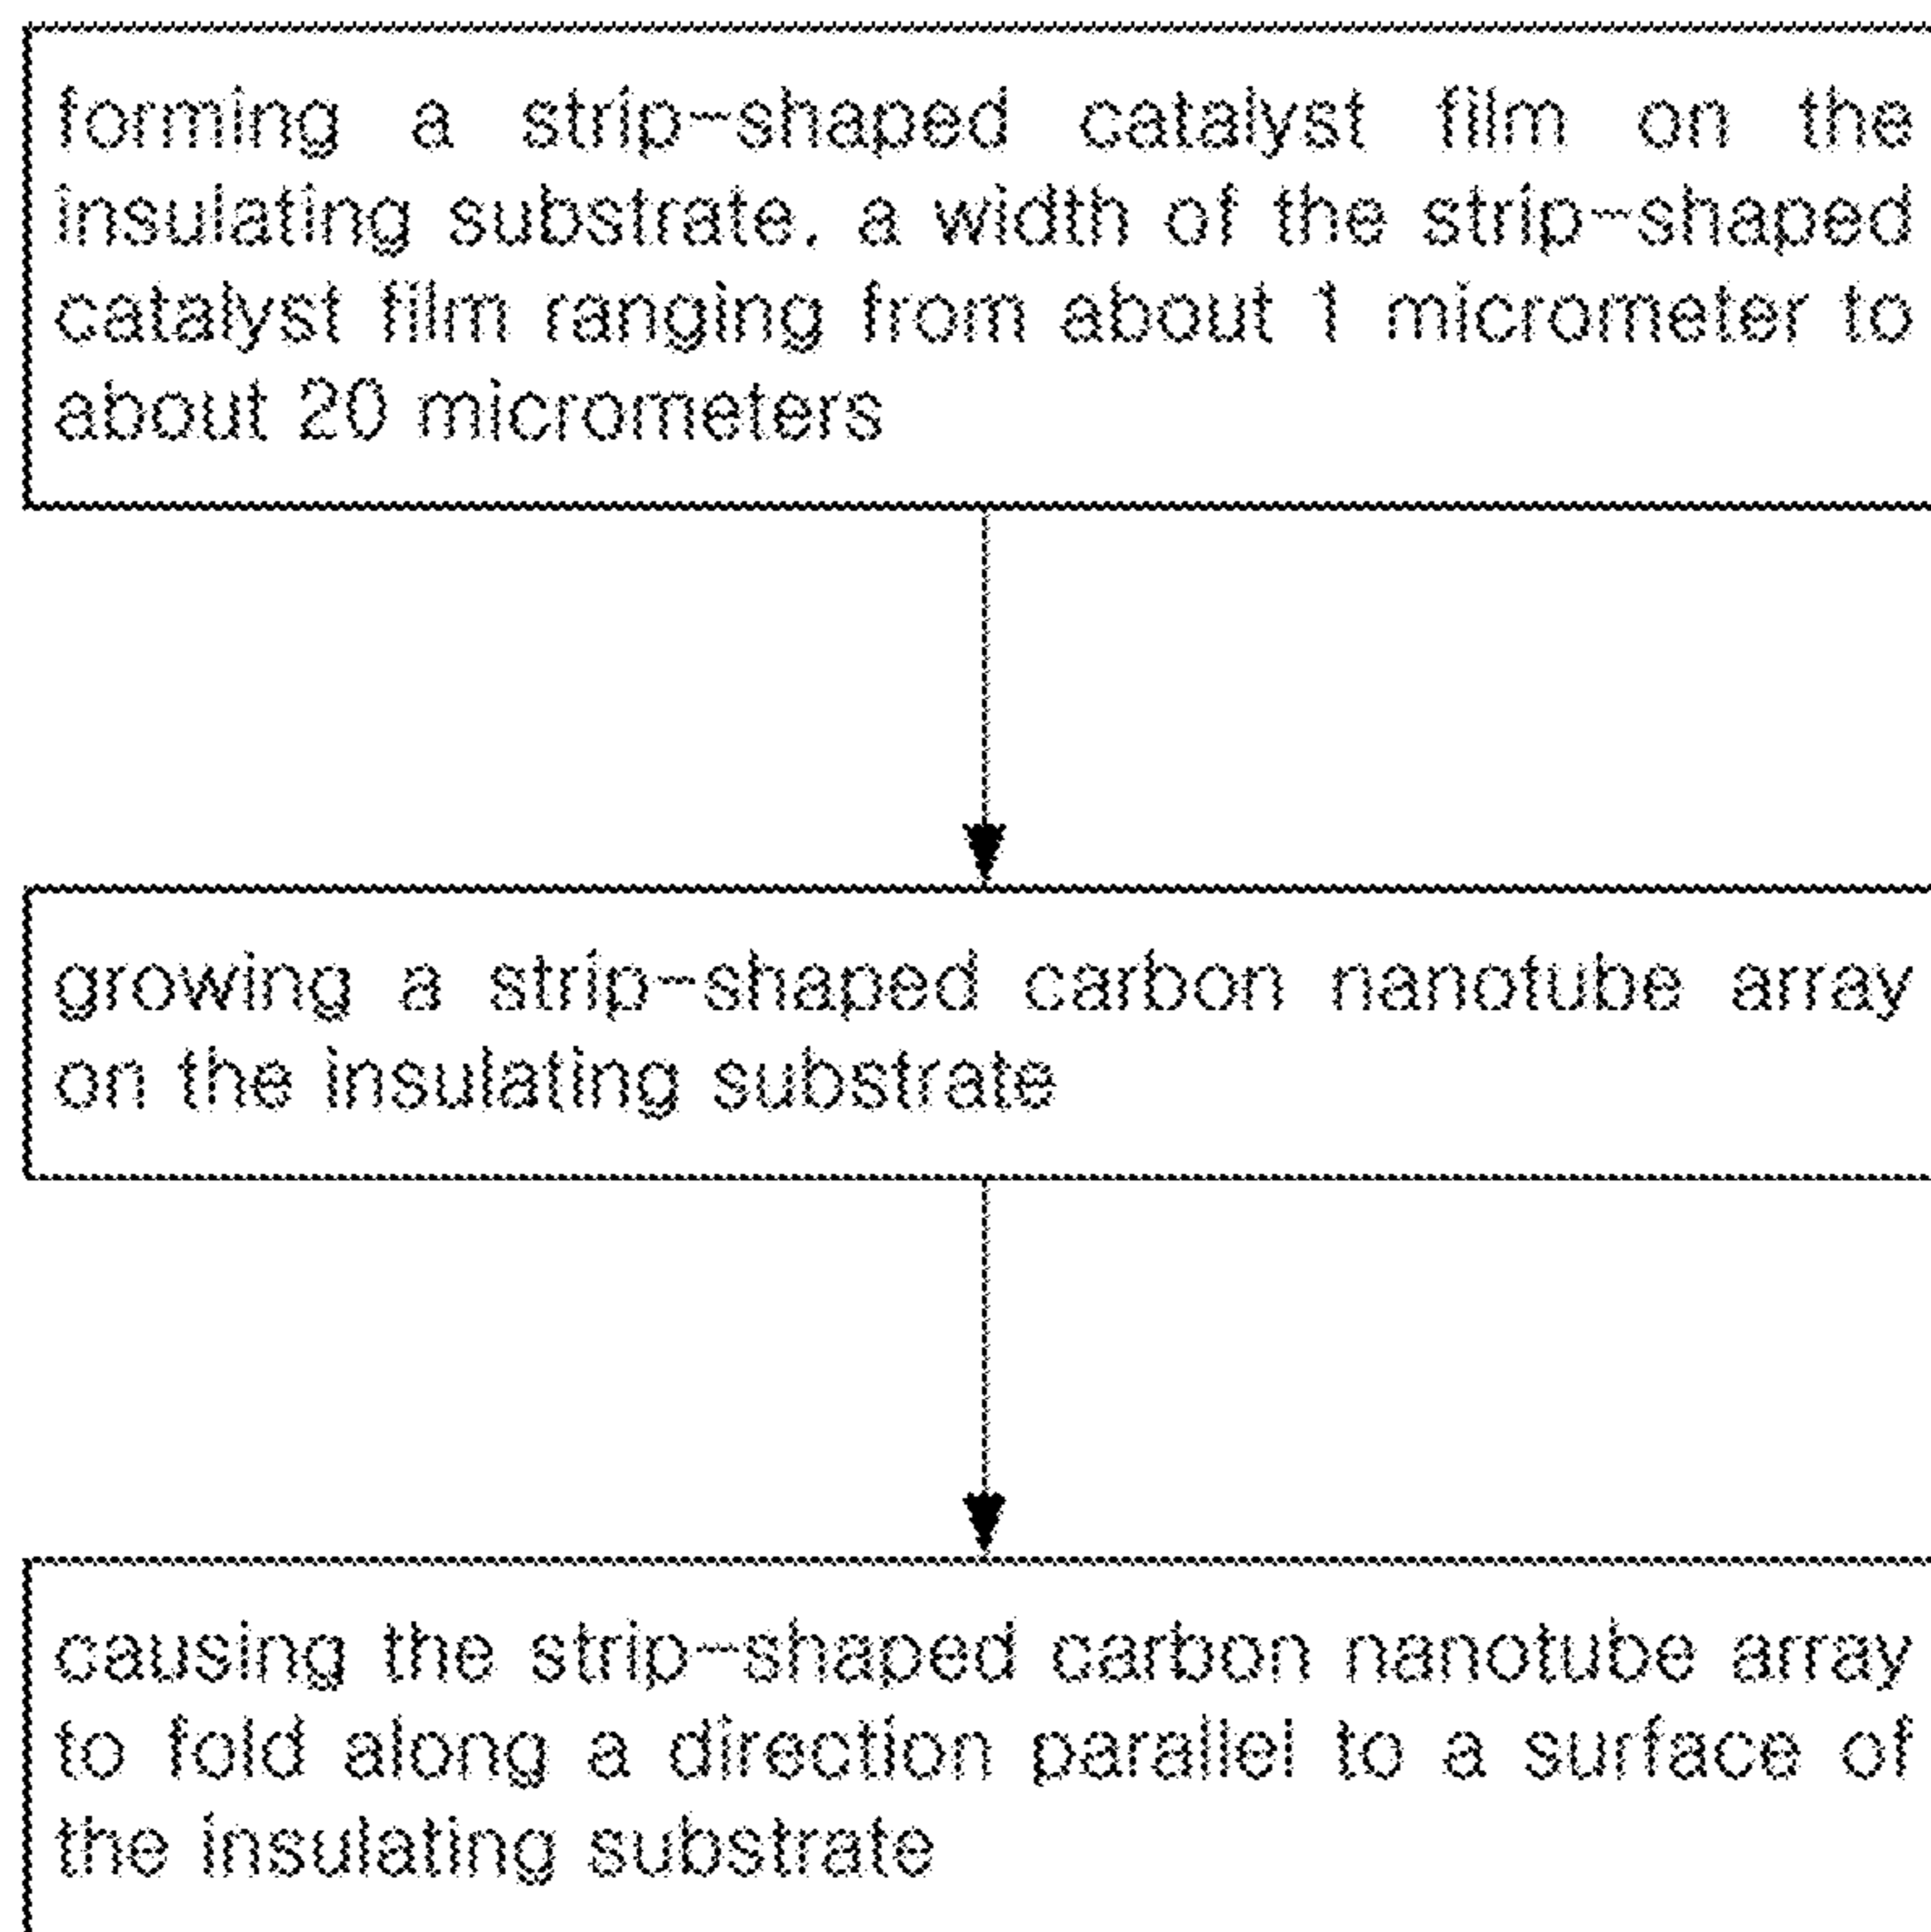 forming a strip-shaped catalyst film on the
insulating substrate, a width of the strip-shaped
catalyst film ranging from about 1 micrometer to
about 20 micrometers
growing a strip-shaped carbon nanotube array
on the insulating substrate
causing the strip-shaped carbon nanotube array
to fold along a direction parallel to a surface of
the insulating substrate